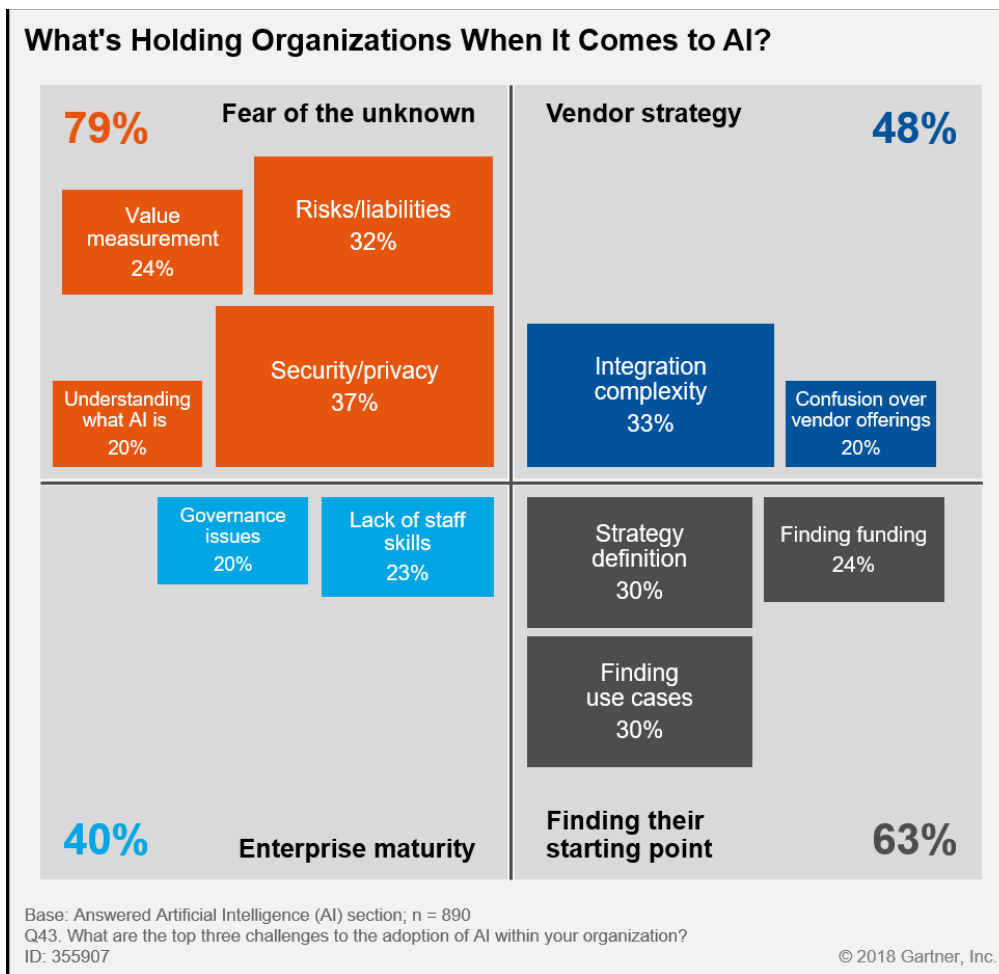 What's Holding Organizations When It Comes to AI?
79%
Fear of the unknown
Value
measurement
24%
Risks/liabilities
32%
Understanding
what AI is
20%
Security/privacy
37%
Vendor strategy
48%
Integration
complexity
33%
Confusion over
vendor offerings
20%
Governance
issues
20%
Lack of staff
skills
23%
40%
Enterprise maturity
Strategy
definition
30%
Finding funding
24%
Finding
use cases
30%
Finding their
starting point
63%
Base: Answered Artificial Intelligence (AI) section; n = 890
Q43. What are the top three challenges to the adoption of AI within your organization?
ID: 355907
© 2018 Gartner, Inc.